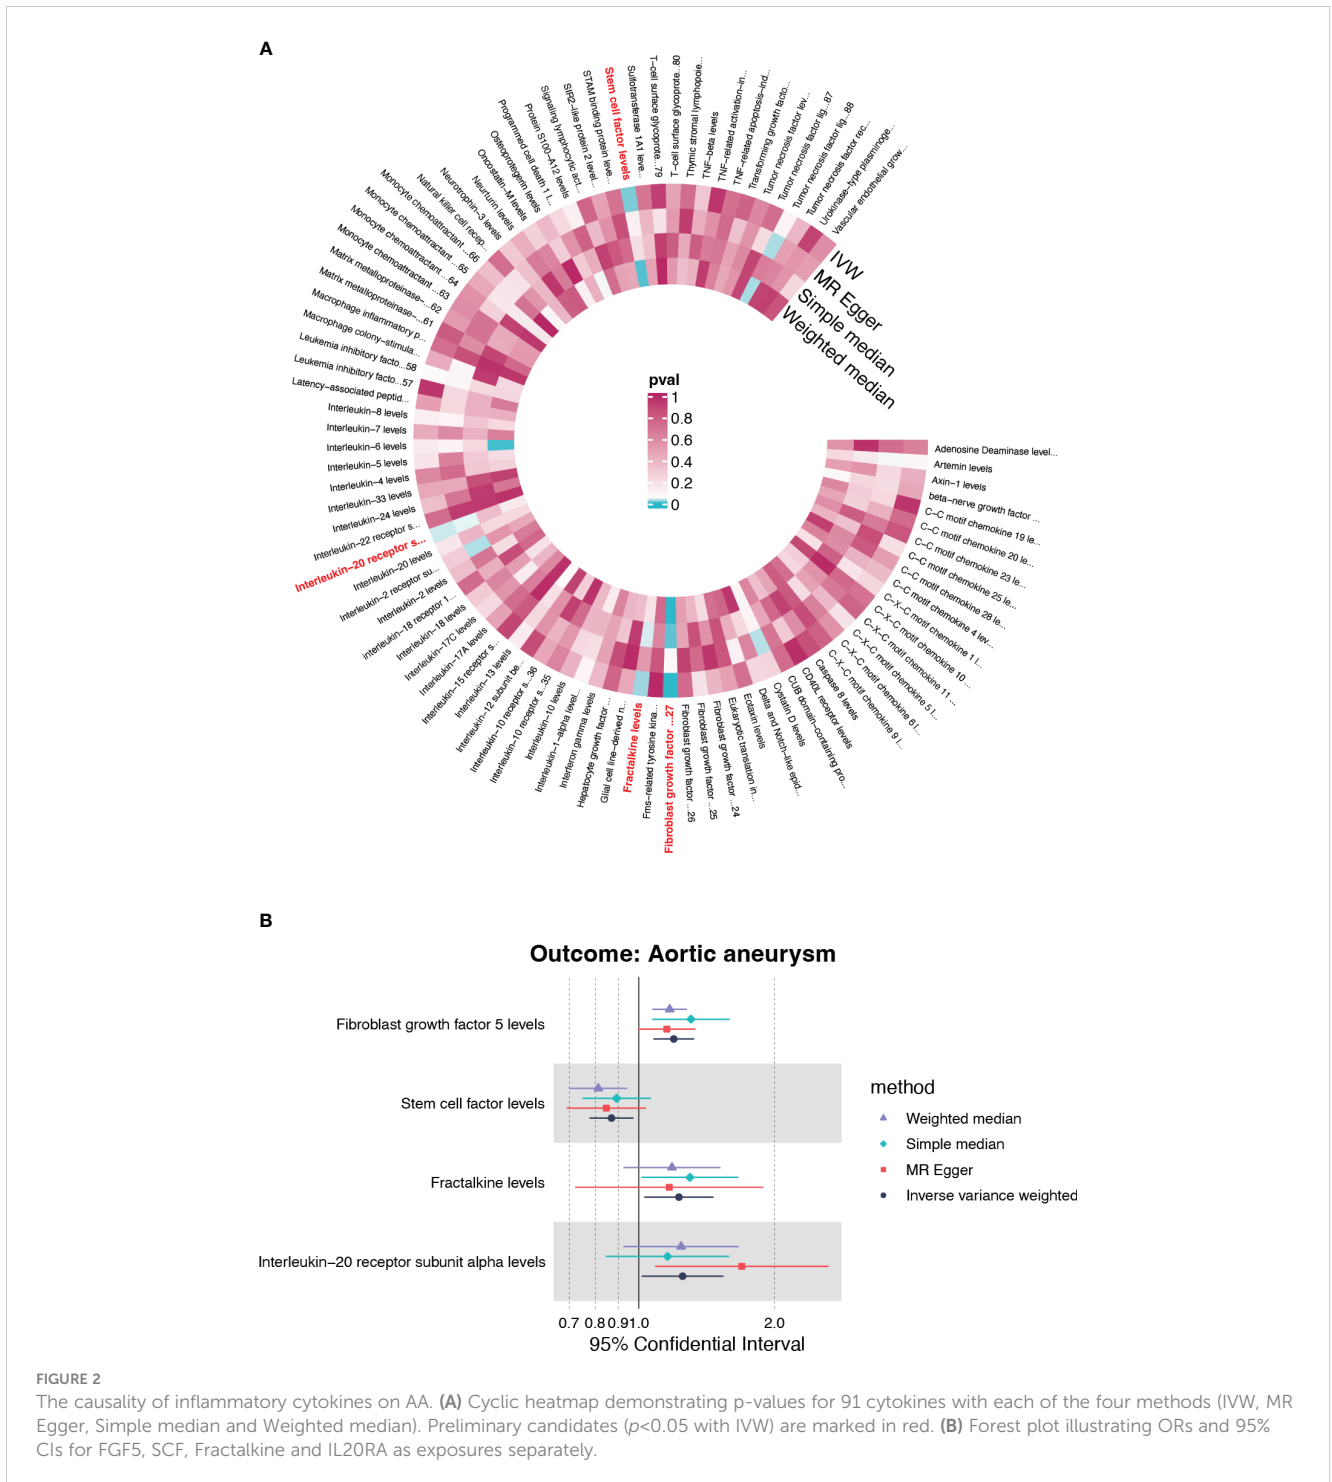 A
Adenosine Deaminase level...
Artemin levels
Axin−1 levels
beta−nerve growth factor ...
C−C motif chemokine 19 le...
C−C motif chemokine 20 le...
C−C motif chemokine 23 le...
C−C motif chemokine 25 le...
C−C motif chemokine 28 le...
C−C motif chemokine 4 lev...
C−X−C motif chemokine 1 l...
C−X−C motif chemokine 10 ...
C−X−C motif chemokine 11 ...
C−X−C motif chemokine 5 l...
C−X−C motif chemokine 6 l...
C−X−C motif chemokine 9 l...
Caspase 8 levels
CD40L receptor levels
CUB domain−containing pro...
Cystatin D levels
Delta and Notch−like epid...
Eotaxin levels
Eukaryotic translation in...
Fibroblast growth factor ...24
Fibroblast growth factor ...25
Fibroblast growth factor ...26
Fibroblast growth factor ...27
Fms−related tyrosine kina...
Fractalkine levels
Glial cell line−derived n...
Hepatocyte growth factor ...
Interferon gamma levels
Interleukin−1−alpha level...
Interleukin−10 levels
Interleukin−10 receptor s...35
Interleukin−10 receptor s...36
Interleukin−12 subunit be...
Interleukin−13 levels
Interleukin−15 receptor s...
Interleukin−17A levels
Interleukin−17C levels
Interleukin−18 levels
Interleukin−18 receptor 1...
Interleukin−2 levels
Interleukin−2 receptor su...
Interleukin−20 levels
Interleukin−20 receptor s...
Interleukin−22 receptor s...
Interleukin−24 levels
Interleukin−33 levels
Interleukin−4 levels
Interleukin−5 levels
Interleukin−6 levels
Interleukin−7 levels
Interleukin−8 levels
Latency−associated peptid...
Leukemia inhibitory facto...57
Leukemia inhibitory facto...58
Macrophage colony−stimula...
Macrophage inflammatory p...
Matrix metalloproteinase−...61
Matrix metalloproteinase−...62
Monocyte chemoattractant ...63
Monocyte chemoattractant ...64
Monocyte chemoattractant ...65
Monocyte chemoattractant ...66
Natural killer cell recep...
Neurotrophin−3 levels
Neurturin levels
Oncostatin−M levels
Osteoprotegerin levels
Programmed cell death 1 l...
Protein S100−A12 levels
Signaling lymphocytic act...
SIR2−like protein 2 level...
STAM binding protein leve...
Stem cell factor levels
Sulfotransferase 1A1 leve...
T−cell surface glycoprote...79
T−cell surface glycoprote...80
Thymic stromal lymphopoie...
TNF−beta levels
TNF−related activation−in...
TNF−related apoptosis−ind...
Transforming growth facto...
Tumor necrosis factor lev...
Tumor necrosis factor lig...87
Tumor necrosis factor lig...88
Tumor necrosis factor rec...
Urokinase−type plasminoge...
Vascular endothelial grow...
IVW
MR Egger
Simple median
Weighted median
pval
1
0.8
0.6
0.4
0.2
0
B
Outcome: Aortic aneurysm
Fibroblast growth factor 5 levels
Stem cell factor levels
Fractalkine levels
Interleukin−20 receptor subunit alpha levels
0.7 0.8 0.9 1.0 2.0
95% Confidential Interval
method
Weighted median
Simple median
MR Egger
Inverse variance weighted
FIGURE 2
The causality of inflammatory cytokines on AA. (A) Cyclic heatmap demonstrating p-values for 91 cytokines with each of the four methods (IVW, MR
Egger, Simple median and Weighted median). Preliminary candidates (p<0.05 with IVW) are marked in red. (B) Forest plot illustrating ORs and 95%
CIs for FGF5, SCF, Fractalkine and IL20RA as exposures separately.